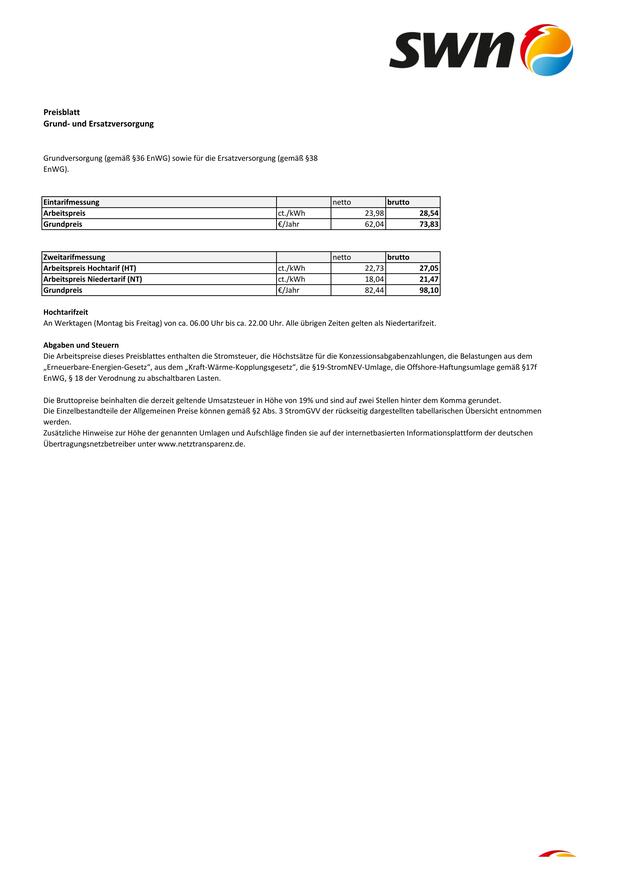 swn
Preisblatt
Grund- und Ersatzversorgung
Grundversorgung (gemäß §36 EnWG) sowie für die Ersatzversorgung (gemäß §38
EnWG).
Eintarifmessung netto brutto
Arbeitspreis ct./kWh 23,98 28,54
Grundpreis €/Jahr 62,04 73,83
Zweitarifmessung netto brutto
Arbeitspreis Hochtarif (HT) ct./kWh 22,73 27,05
Arbeitspreis Niedertarif (NT) ct./kWh 18,04 21,47
Grundpreis €/Jahr 82,44 98,10
Hochtarifzeit
An Werktagen (Montag bis Freitag) von ca. 06.00 Uhr bis ca. 22.00 Uhr. Alle übrigen Zeiten gelten als Niedertarifzeit.
Abgaben und Steuern
Die Arbeitspreise dieses Preisblattes enthalten die Stromsteuer, die Höchstsätze für die Konzessionsabgabenzahlungen, die Belastungen aus dem
„Erneuerbare-Energien-Gesetz“, aus dem „Kraft-Wärme-Kopplungsgesetz“, die §19-StromNEV-Umlage, die Offshore-Haftungsumlage gemäß §17f
EnWG, § 18 der Verodnung zu abschaltbaren Lasten.
Die Bruttopreise beinhalten die derzeit geltende Umsatzsteuer in Höhe von 19% und sind auf zwei Stellen hinter dem Komma gerundet.
Die Einzelbestandteile der Allgemeinen Preise können gemäß §2 Abs. 3 StromGVV der rückseitig dargestellten tabellarischen Übersicht entnommen
werden.
Zusätzliche Hinweise zur Höhe der genannten Umlagen und Aufschläge finden sie auf der internetbasierten Informationsplattform der deutschen
Übertragungsnetzbetreiber unter www.netztransparenz.de.